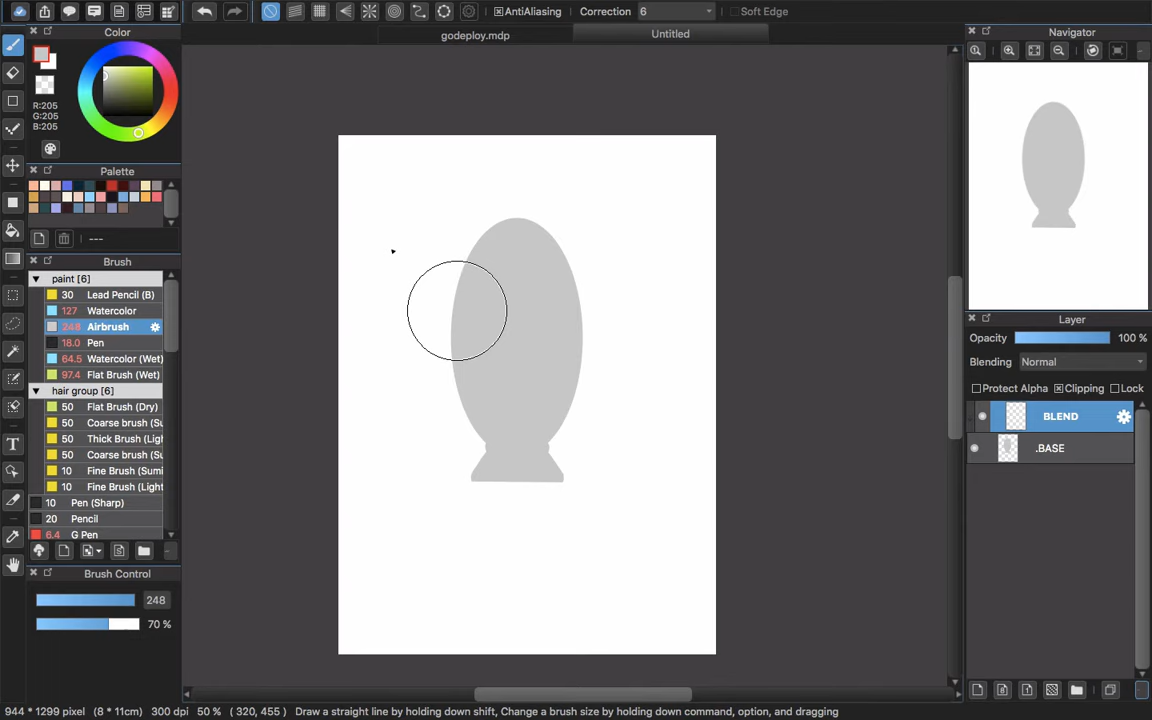 AntiAliasing Correction 6 Soft Edge
godeploy.mdp Untitled
Color
R:205
G:205
B:205
Palette
---
Brush
paint [6]
30 Lead Pencil (B)
127 Watercolor
248 Airbrush
18.0 Pen
64.5 Watercolor (Wet)
97.4 Flat Brush (Wet)
hair group [6]
50 Flat Brush (Dry)
50 Coarse brush (Su
50 Thick Brush (Ligh
50 Coarse brush (Su
10 Fine Brush (Sumi
10 Fine Brush (Light
10 Pen (Sharp)
20 Pencil
6.4 G Pen
Brush Control
248
70 %
Navigator
Layer
Opacity 100 %
Blending Normal
Protect Alpha Clipping Lock
BLEND
.BASE
944 * 1299 pixel (8 * 11cm) 300 dpi 50 % ( 320, 455 ) Draw a straight line by holding down shift, Change a brush size by holding down command, option, and dragging